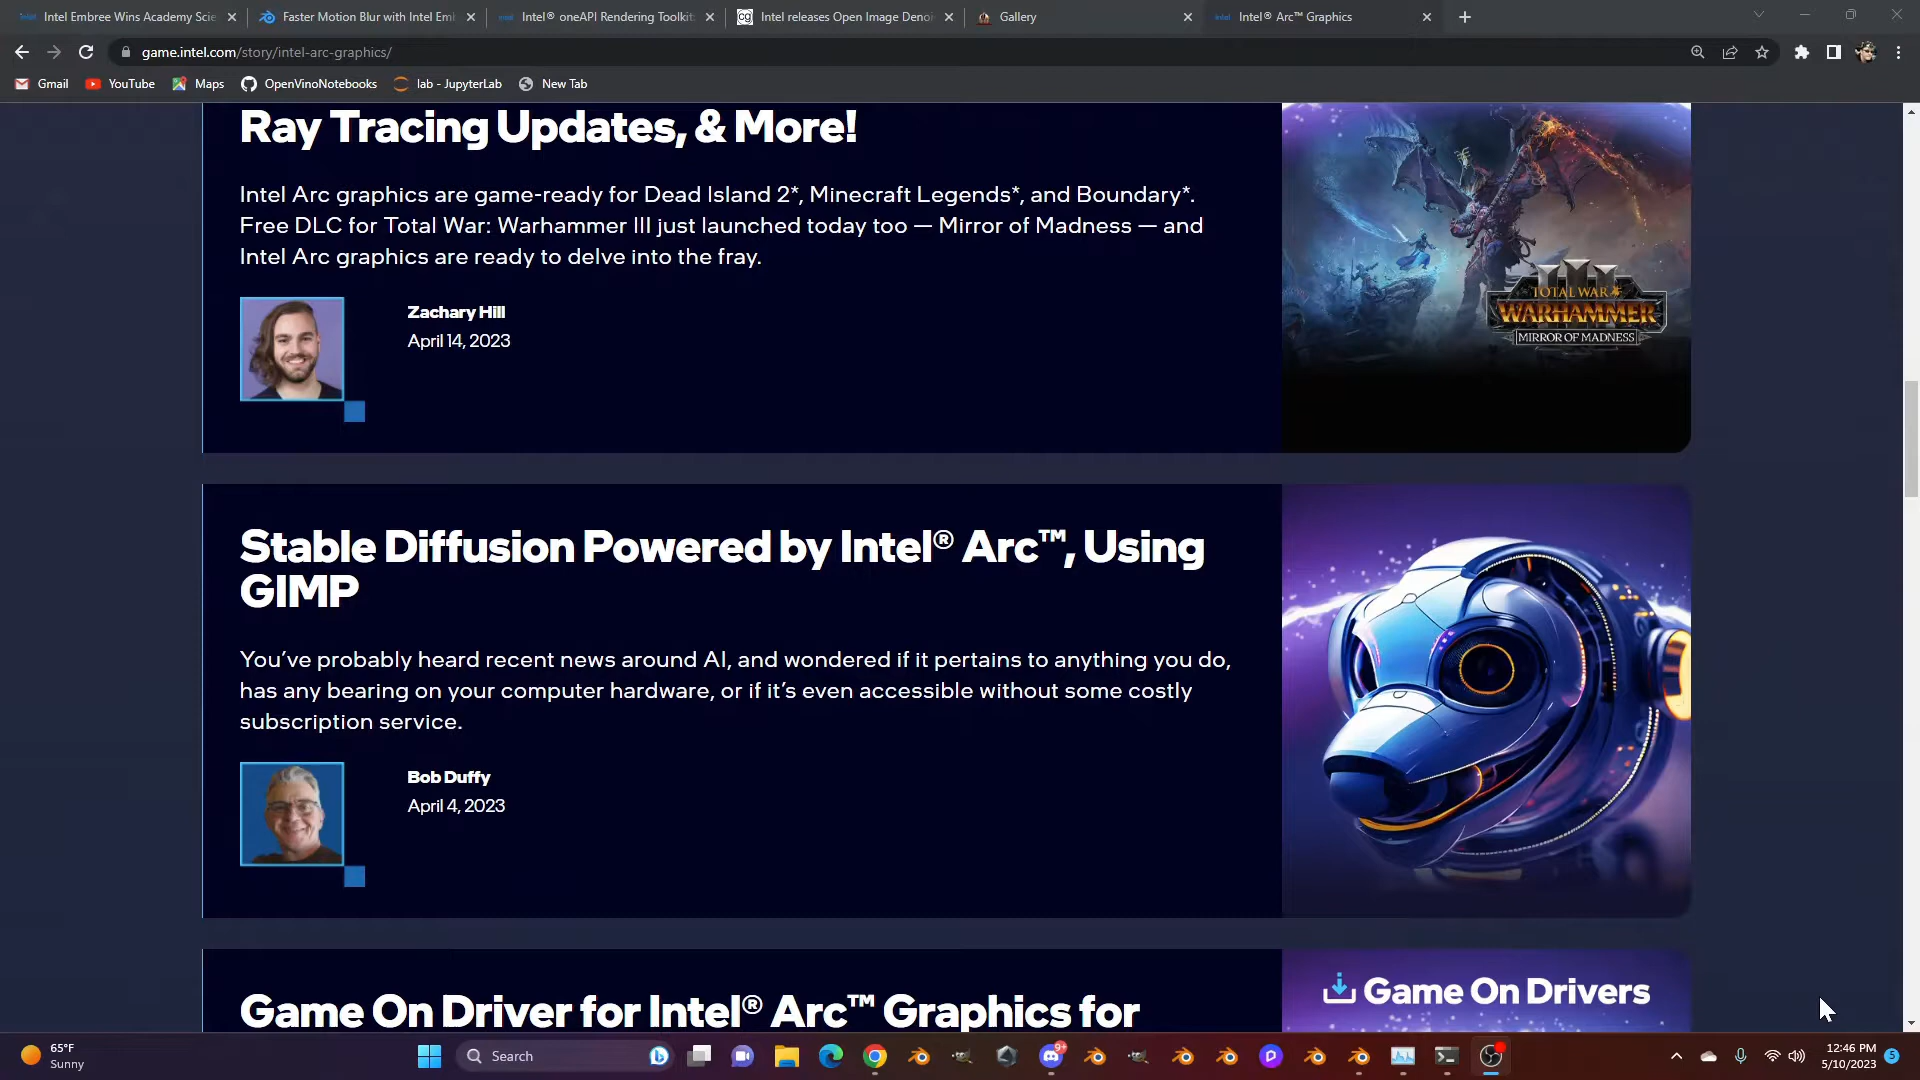 Intel Embree Wins Academy Scie
Faster Motion Blur with Intel Em
Intel® oneAPI Rendering Toolkit
Intel releases Open Image Denoi
Gallery
Intel® Arc™ Graphics
game.intel.com/story/intel-arc-graphics/
Gmail
YouTube
Maps
OpenVinoNotebooks
lab - JupyterLab
New Tab
Ray Tracing Updates, & More!
Intel Arc graphics are game-ready for Dead Island 2*, Minecraft Legends*, and Boundary*.
Free DLC for Total War: Warhammer III just launched today too — Mirror of Madness — and
Intel Arc graphics are ready to delve into the fray.
Zachary Hill
April 14, 2023
III
TOTAL WAR
WARHAMMER
MIRROR OF MADNESS
Stable Diffusion Powered by Intel® Arc™, Using
GIMP
You've probably heard recent news around AI, and wondered if it pertains to anything you do,
has any bearing on your computer hardware, or if it's even accessible without some costly
subscription service.
Bob Duffy
April 4, 2023
Game On Driver for Intel® Arc™ Graphics for
Game On Drivers
65°F
Sunny
Search
9+
12:46 PM
5/10/2023
5